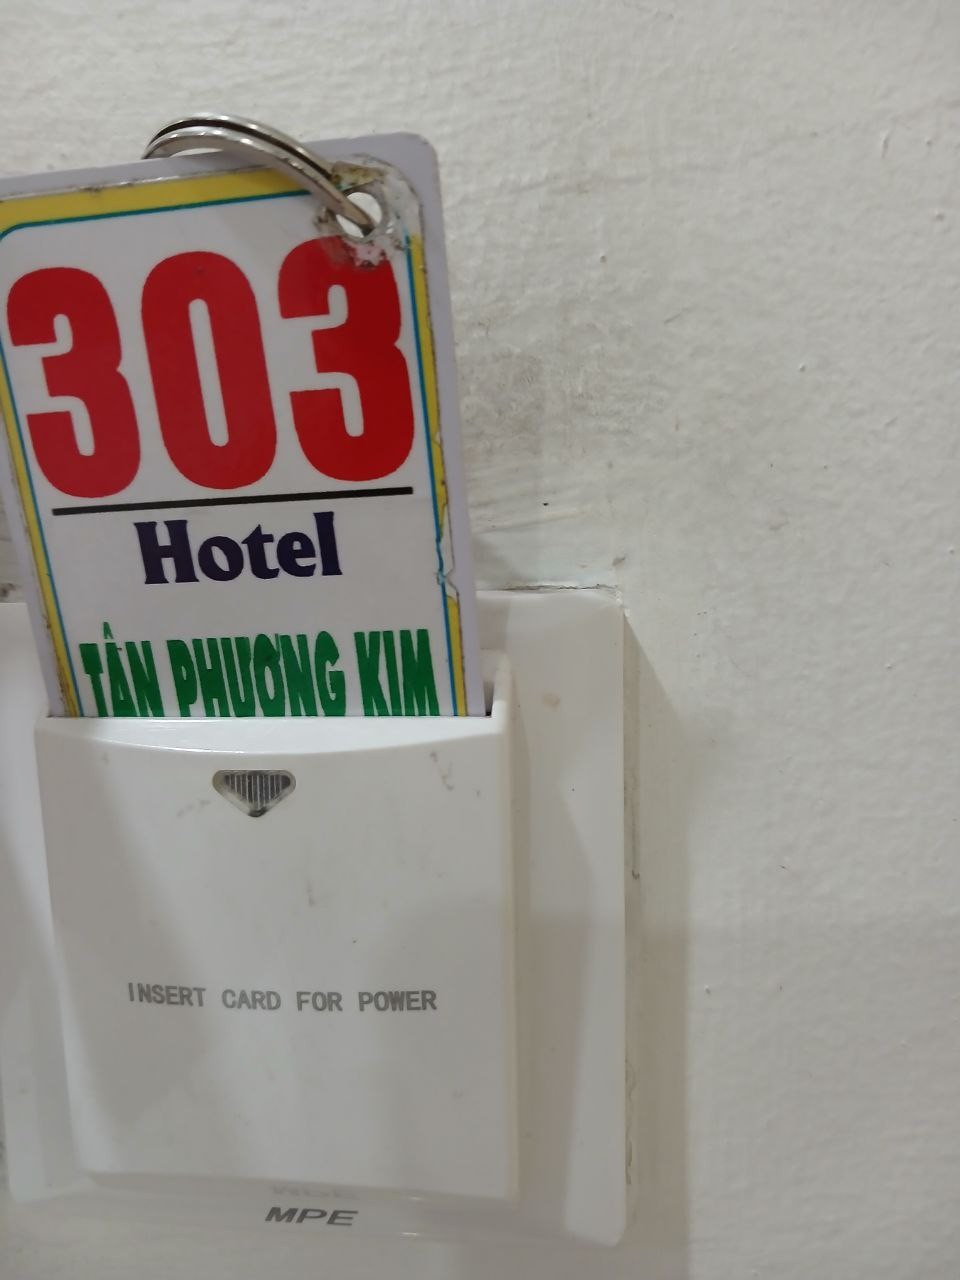 303
Hotel
TÂN PHƯƠNG KIM
INSERT CARD FOR POWER
MPE